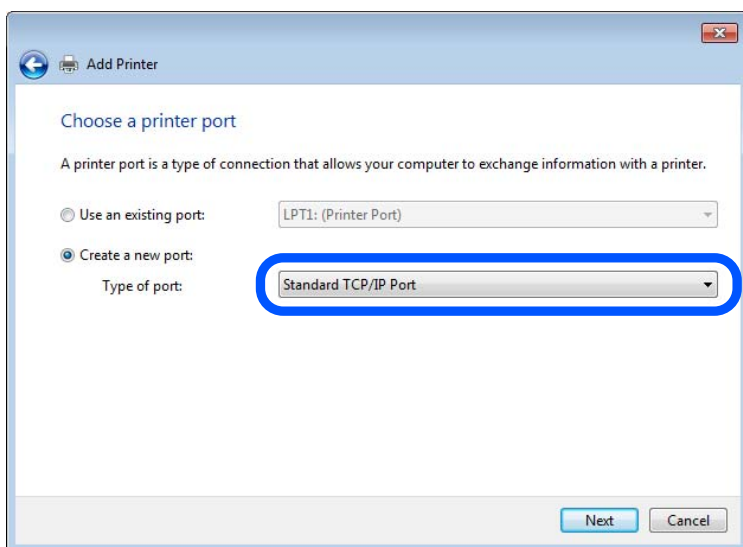 Add Printer
Choose a printer port
A printer port is a type of connection that allows your computer to exchange information with a printer.
Use an existing port: LPT1: (Printer Port)
Create a new port:
Type of port: Standard TCP/IP Port
Next Cancel